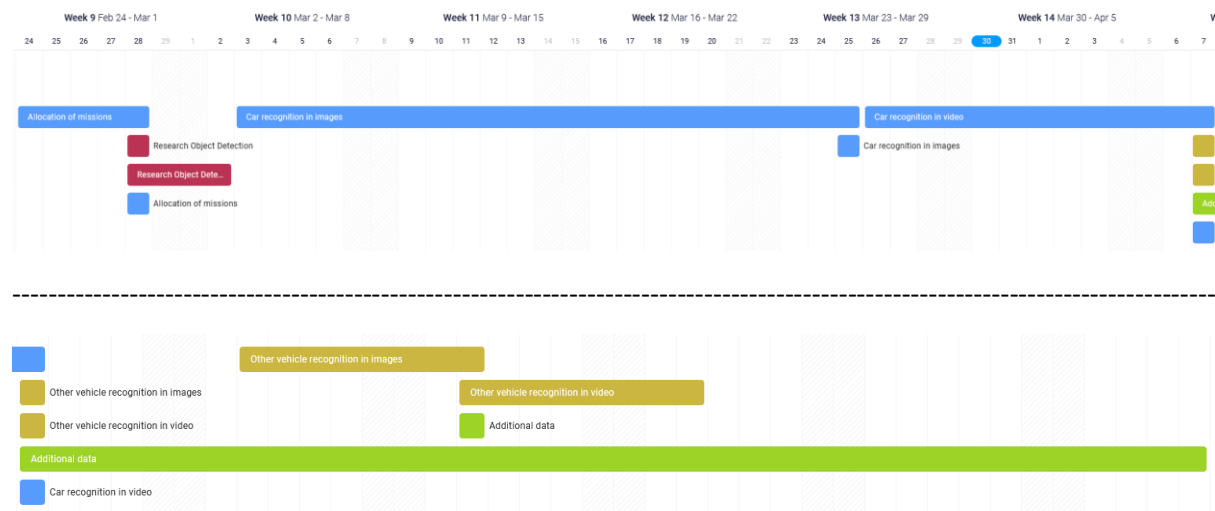 Week 9 Feb 24 - Mar 1 Week 10 Mar 2 - Mar 8 Week 11 Mar 9 - Mar 15 Week 12 Mar 16 - Mar 22 Week 13 Mar 23 - Mar 29 Week 14 Mar 30 - Apr 5 W
24 25 26 27 28 29 1 2 3 4 5 6 7 8 9 10 11 12 13 14 15 16 17 18 19 20 21 22 23 24 25 26 27 28 29 30 31 1 2 3 4 5 6 7
Allocation of missions Car recognition in images Car recognition in video
Research Object Detection Car recognition in images
Research Object Dete...
Allocation of missions Add
Other vehicle recognition in images
Other vehicle recognition in images Other vehicle recognition in video
Other vehicle recognition in video Additional data
Additional data
Car recognition in video